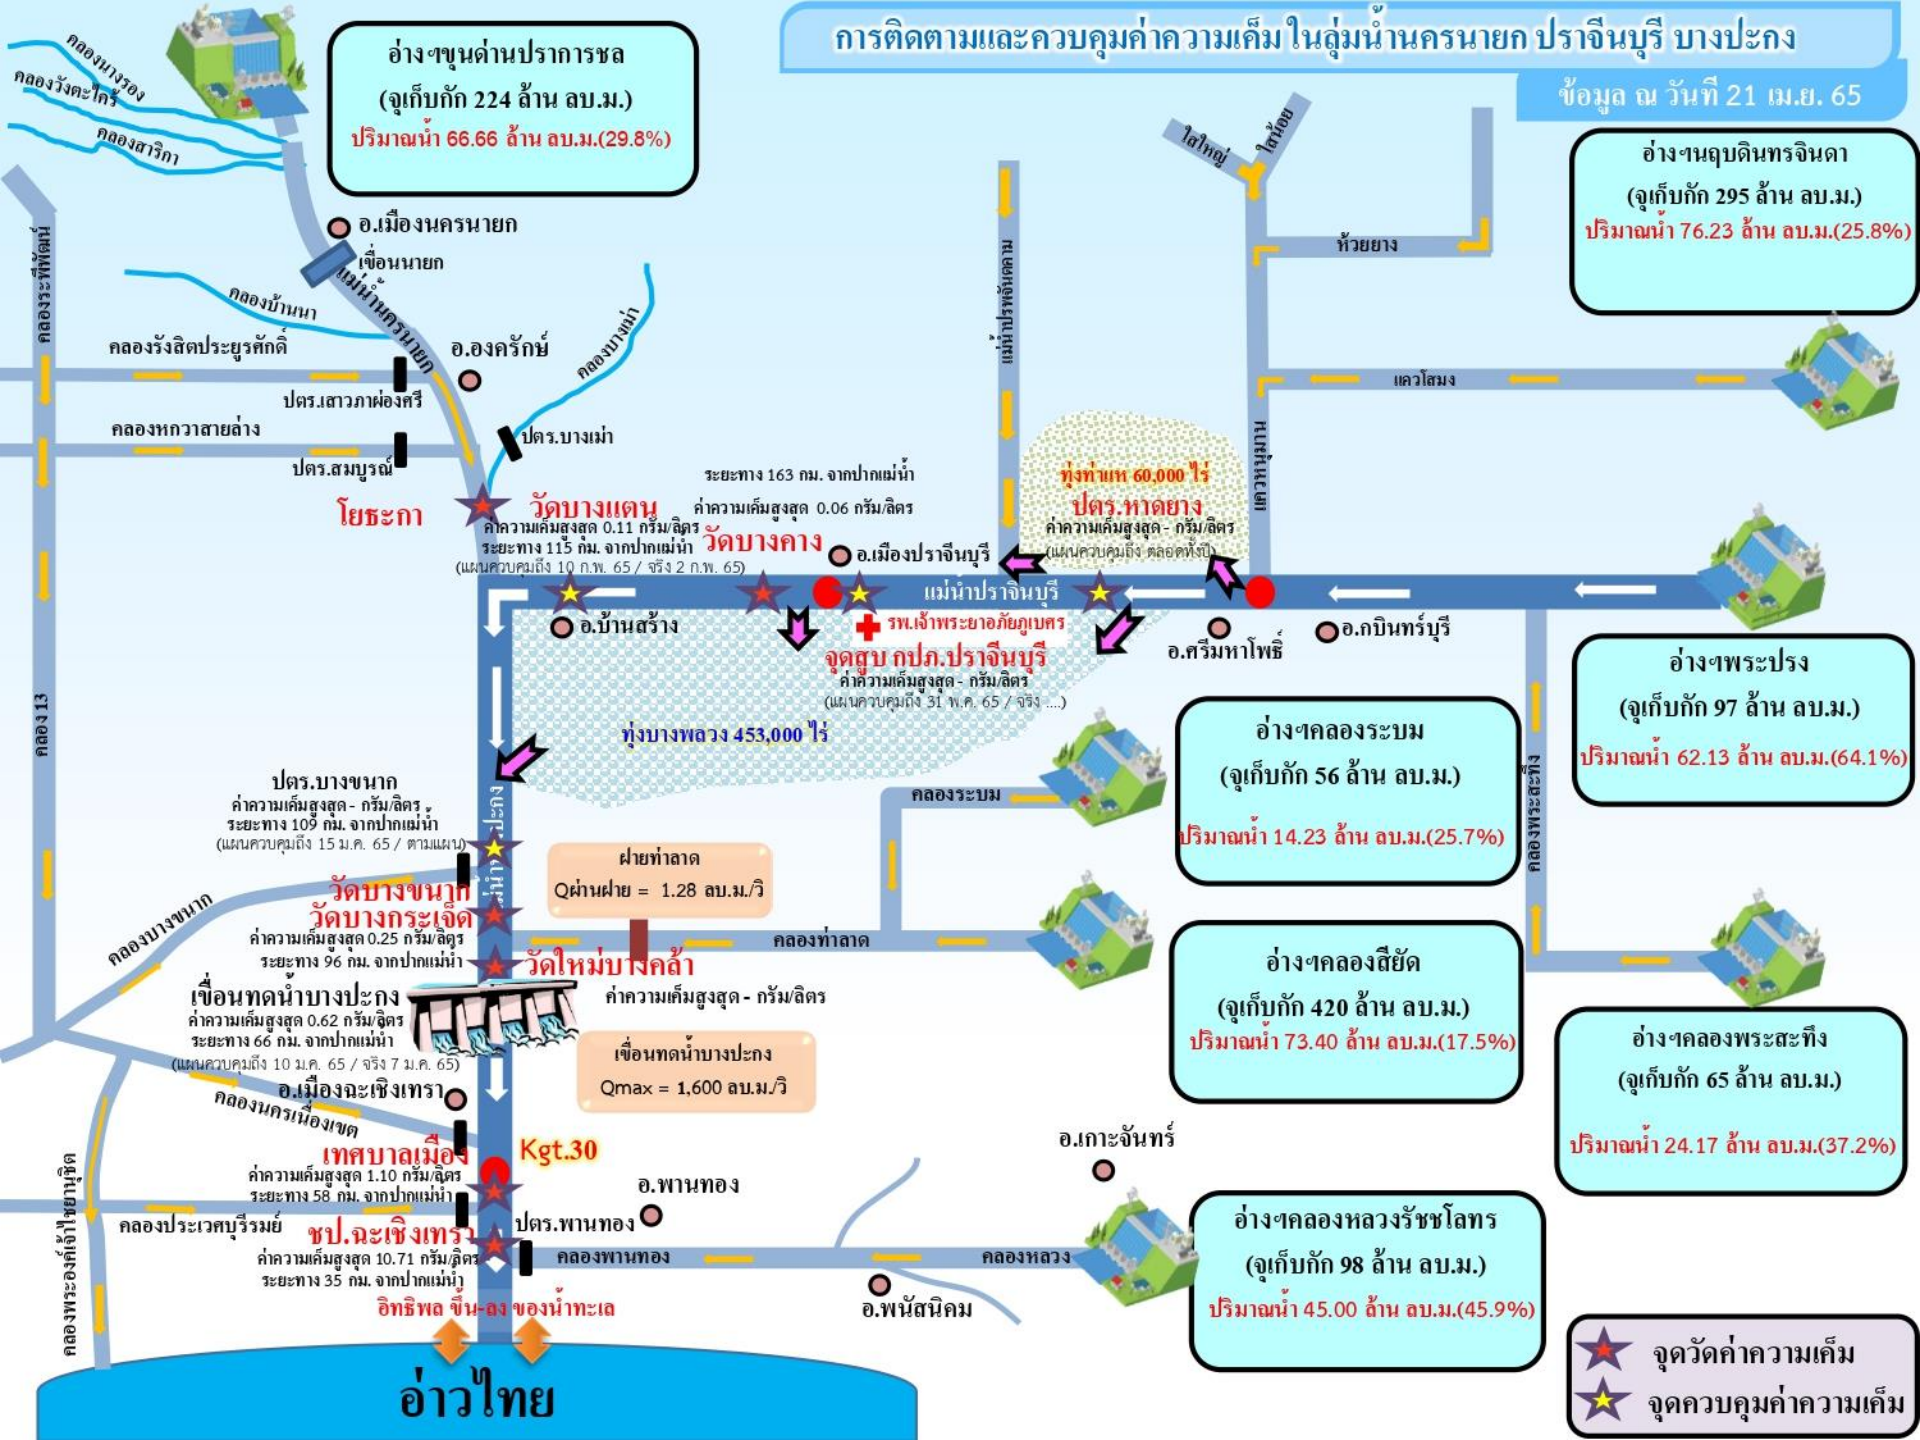 การติดตามและควบคุมค่าความเค็ม ในลุ่มน้ำนครนายก ปราจีนบุรี บางปะกง
ข้อมูล ณ วันที่ 21 เม.ย. 65
คลองนางรอง
คลองวังตะไคร้
คลองสาริกา
อ่างฯขุนด่านปราการชล
(จุเก็บกัก 224 ล้าน ลบ.ม.)
ปริมาณน้ำ 66.66 ล้าน ลบ.ม.(29.8%)
ใสใหญ่
ใสน้อย
อ่างฯนฤบดินทรจินดา
(จุเก็บกัก 295 ล้าน ลบ.ม.)
ปริมาณน้ำ 76.23 ล้าน ลบ.ม.(25.8%)
อ.เมืองนครนายก
เขื่อนนายก
แม่น้ำนครนายก
คลองระพีพัฒน์
คลองบ้านนา
คลองรังสิตประยูรศักดิ์
ปตร.เสาวภาผ่องศรี
อ.องครักษ์
คลองบางเม่า
ห้วยยาง
แควโสมง
แควหนุมาน
คลองหกวาสายล่าง
ปตร.สมบูรณ์
ปตร.บางเม่า
โยธะกา
วัดบางแตน
ค่าความเค็มสูงสุด 0.11 กรัม/ลิตร
ระยะทาง 115 กม. จากปากแม่น้ำ
(แผนควบคุมถึง 10 ก.พ. 65 / จริง 2 ก.พ. 65)
ระยะทาง 163 กม. จากปากแม่น้ำ
ค่าความเค็มสูงสุด 0.06 กรัม/ลิตร
วัดบางคาง
อ.เมืองปราจีนบุรี
ทุ่งท่าแห 60,000 ไร่
ปตร.หาดยาง
ค่าความเค็มสูงสุด - กรัม/ลิตร
(แผนควบคุมถึง ตลอดทั้งปี)
แม่น้ำปราจีนบุรี
อ.บ้านสร้าง
รพ.เจ้าพระยาอภัยภูเบศร
จุดสูบ กปภ.ปราจีนบุรี
ค่าความเค็มสูงสุด - กรัม/ลิตร
(แผนควบคุมถึง 31 พ.ค. 65 / จริง ....)
อ.ศรีมหาโพธิ์
อ.กบินทร์บุรี
อ่างฯพระปรง
(จุเก็บกัก 97 ล้าน ลบ.ม.)
ปริมาณน้ำ 62.13 ล้าน ลบ.ม.(64.1%)
คลอง 13
ทุ่งบางพลวง 453,000 ไร่
อ่างฯคลองระบม
(จุเก็บกัก 56 ล้าน ลบ.ม.)
ปริมาณน้ำ 14.23 ล้าน ลบ.ม.(25.7%)
คลองพระสะทึง
คลองระบม
ปตร.บางขนาก
ค่าความเค็มสูงสุด - กรัม/ลิตร
ระยะทาง 109 กม. จากปากแม่น้ำ
(แผนควบคุมถึง 15 ม.ค. 65 / ตามแผน)
ฝายท่าลาด
Qผ่านฝาย = 1.28 ลบ.ม./วิ
วัดบางขนาก
วัดบางกระเจ็ด
ค่าความเค็มสูงสุด 0.25 กรัม/ลิตร
ระยะทาง 96 กม. จากปากแม่น้ำ
คลองบางขนาก
คลองท่าลาด
วัดใหม่บางคล้า
ค่าความเค็มสูงสุด - กรัม/ลิตร
อ่างฯคลองสียัด
(จุเก็บกัก 420 ล้าน ลบ.ม.)
ปริมาณน้ำ 73.40 ล้าน ลบ.ม.(17.5%)
เขื่อนทดน้ำบางปะกง
ค่าความเค็มสูงสุด 0.62 กรัม/ลิตร
ระยะทาง 66 กม. จากปากแม่น้ำ
(แผนควบคุมถึง 10 ม.ค. 65 / จริง 7 ม.ค. 65)
เขื่อนทดน้ำบางปะกง
Qmax = 1,600 ลบ.ม./วิ
อ่างฯคลองพระสะทึง
(จุเก็บกัก 65 ล้าน ลบ.ม.)
ปริมาณน้ำ 24.17 ล้าน ลบ.ม.(37.2%)
อ.เมืองฉะเชิงเทรา
คลองนครเนื่องเขต
เทศบาลเมือง
ค่าความเค็มสูงสุด 1.10 กรัม/ลิตร
ระยะทาง 58 กม. จากปากแม่น้ำ
Kgt.30
อ.เกาะจันทร์
อ.พานทอง
คลองพระองค์เจ้าไชยานุชิต
คลองประเวศบุรีรมย์
ชป.ฉะเชิงเทรา
ค่าความเค็มสูงสุด 10.71 กรัม/ลิตร
ระยะทาง 35 กม. จากปากแม่น้ำ
ปตร.พานทอง
คลองพานทอง
คลองหลวง
อ.พนัสนิคม
อ่างฯคลองหลวงรัชชโลทร
(จุเก็บกัก 98 ล้าน ลบ.ม.)
ปริมาณน้ำ 45.00 ล้าน ลบ.ม.(45.9%)
อิทธิพล ขึ้น-ลง ของน้ำทะเล
อ่าวไทย
จุดวัดค่าความเค็ม
จุดควบคุมค่าความเค็ม